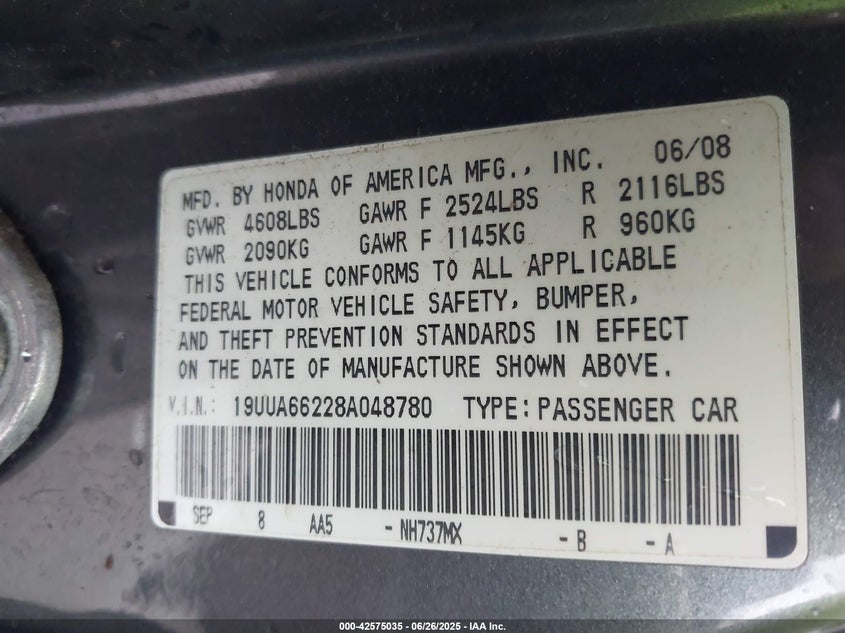 MFD. BY HONDA OF AMERICA MFG., INC. 06/08
GVWR 4608LBS GAWR F 2524LBS R 2116LBS
GVWR 2090KG GAWR F 1145KG R 960KG
THIS VEHICLE CONFORMS TO ALL APPLICABLE
FEDERAL MOTOR VEHICLE SAFETY, BUMPER,
AND THEFT PREVENTION STANDARDS IN EFFECT
ON THE DATE OF MANUFACTURE SHOWN ABOVE.
V.I.N.: 19UUA66228A048780 TYPE: PASSENGER CAR
SEP 8 AA5 - NH737MX - B - A
000-42575035 - 06/26/2025 - IAA Inc.